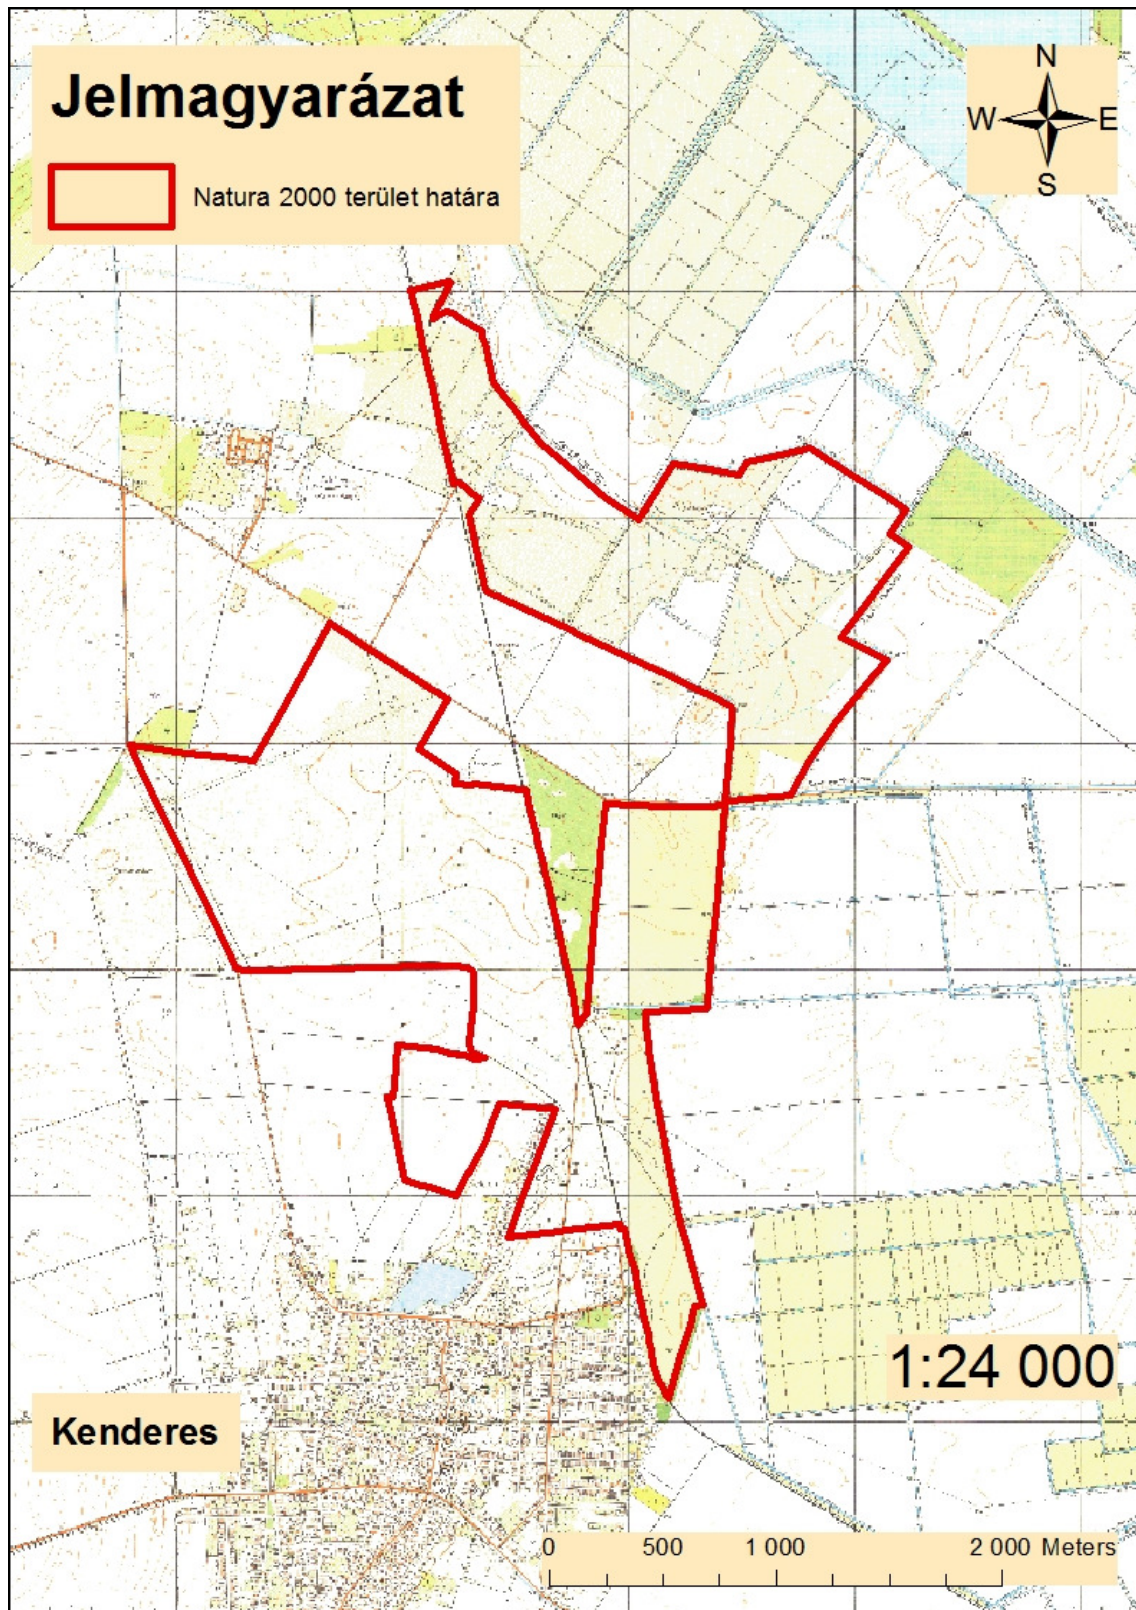 Jelmagyarázat
Natura 2000 terület határa
N
W E
S
1:24 000
Kenderes
0 500 1 000 2 000 Meters